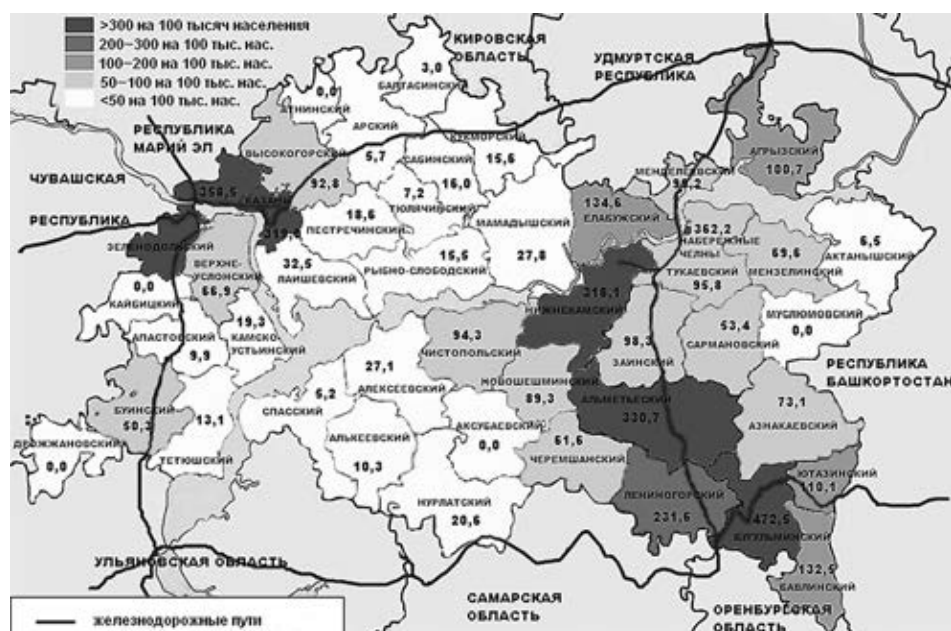 >300 на 100 тысяч населения
200–300 на 100 тыс. нас.
100–200 на 100 тыс. нас.
50–100 на 100 тыс. нас.
<50 на 100 тыс. нас.
КИРОВСКАЯ
ОБЛАСТЬ
УДМУРТСКАЯ
РЕСПУБЛИКА
3,0
БАЛТАСИНСКИЙ
0,0
АТНИНСКИЙ
РЕСПУБЛИКА
МАРИЙ ЭЛ
АРСКИЙ
5,7
КУКМОРСКИЙ
15,6
ВЫСОКОГОРСКИЙ
92,8
САБИНСКИЙ
15,0
АГРЫЗСКИЙ
100,7
МЕНДЕЛЕЕВСКИЙ
ЧУВАШСКАЯ
РЕСПУБЛИКА
КАЗАНЬ
7,2
ТЮЛЯЧИНСКИЙ
134,6
ЕЛАБУЖСКИЙ
18,6
ПЕСТРЕЧИНСКИЙ
МАМАДЫШСКИЙ
27,8
362,2
НАБЕРЕЖНЫЕ
ЧЕЛНЫ
69,6
МЕНЗЕЛИНСКИЙ
6,5
АКТАНЫШСКИЙ
ЗЕЛЕНОДОЛЬСКИЙ
ВЕРХНЕ-
УСЛОНСКИЙ
66,9
32,5
ЛАИШЕВСКИЙ
15,5
РЫБНО-СЛОБОДСКИЙ
ТУКАЕВСКИЙ
95,8
0,0
КАЙБИЦКИЙ
316,1
НИЖНЕКАМСКИЙ
МУСЛЮМОВСКИЙ
0,0
АПАСТОВСКИЙ
9,9
19,3
КАМСКО-
УСТЬИНСКИЙ
94,3
ЧИСТОПОЛЬСКИЙ
98,3
ЗАИНСКИЙ
53,4
САРМАНОВСКИЙ
27,1
АЛЕКСЕЕВСКИЙ
НОВОШЕШМИНСКИЙ
89,3
РЕСПУБЛИКА
БАШКОРТОСТАН
5,2
СПАССКИЙ
АЛЬМЕТЬЕВСКИЙ
330,7
73,1
АЗНАКАЕВСКИЙ
БУИНСКИЙ
50,3
13,1
ТЕТЮШСКИЙ
АЛЬКЕЕВСКИЙ
10,3
АКСУБАЕВСКИЙ
0,0
61,6
ЧЕРЕМШАНСКИЙ
ДРОЖЖАНОВСКИЙ
0,0
ЮТАЗИНСКИЙ
110,1
НУРЛАТСКИЙ
20,6
ЛЕНИНОГОРСКИЙ
231,6
472,5
БУГУЛЬМИНСКИЙ
132,5
БАВЛИНСКИЙ
УЛЬЯНОВСКАЯ ОБЛАСТЬ
САМАРСКАЯ
ОБЛАСТЬ
ОРЕНБУРГСКАЯ
ОБЛАСТЬ
железнодорожные пути